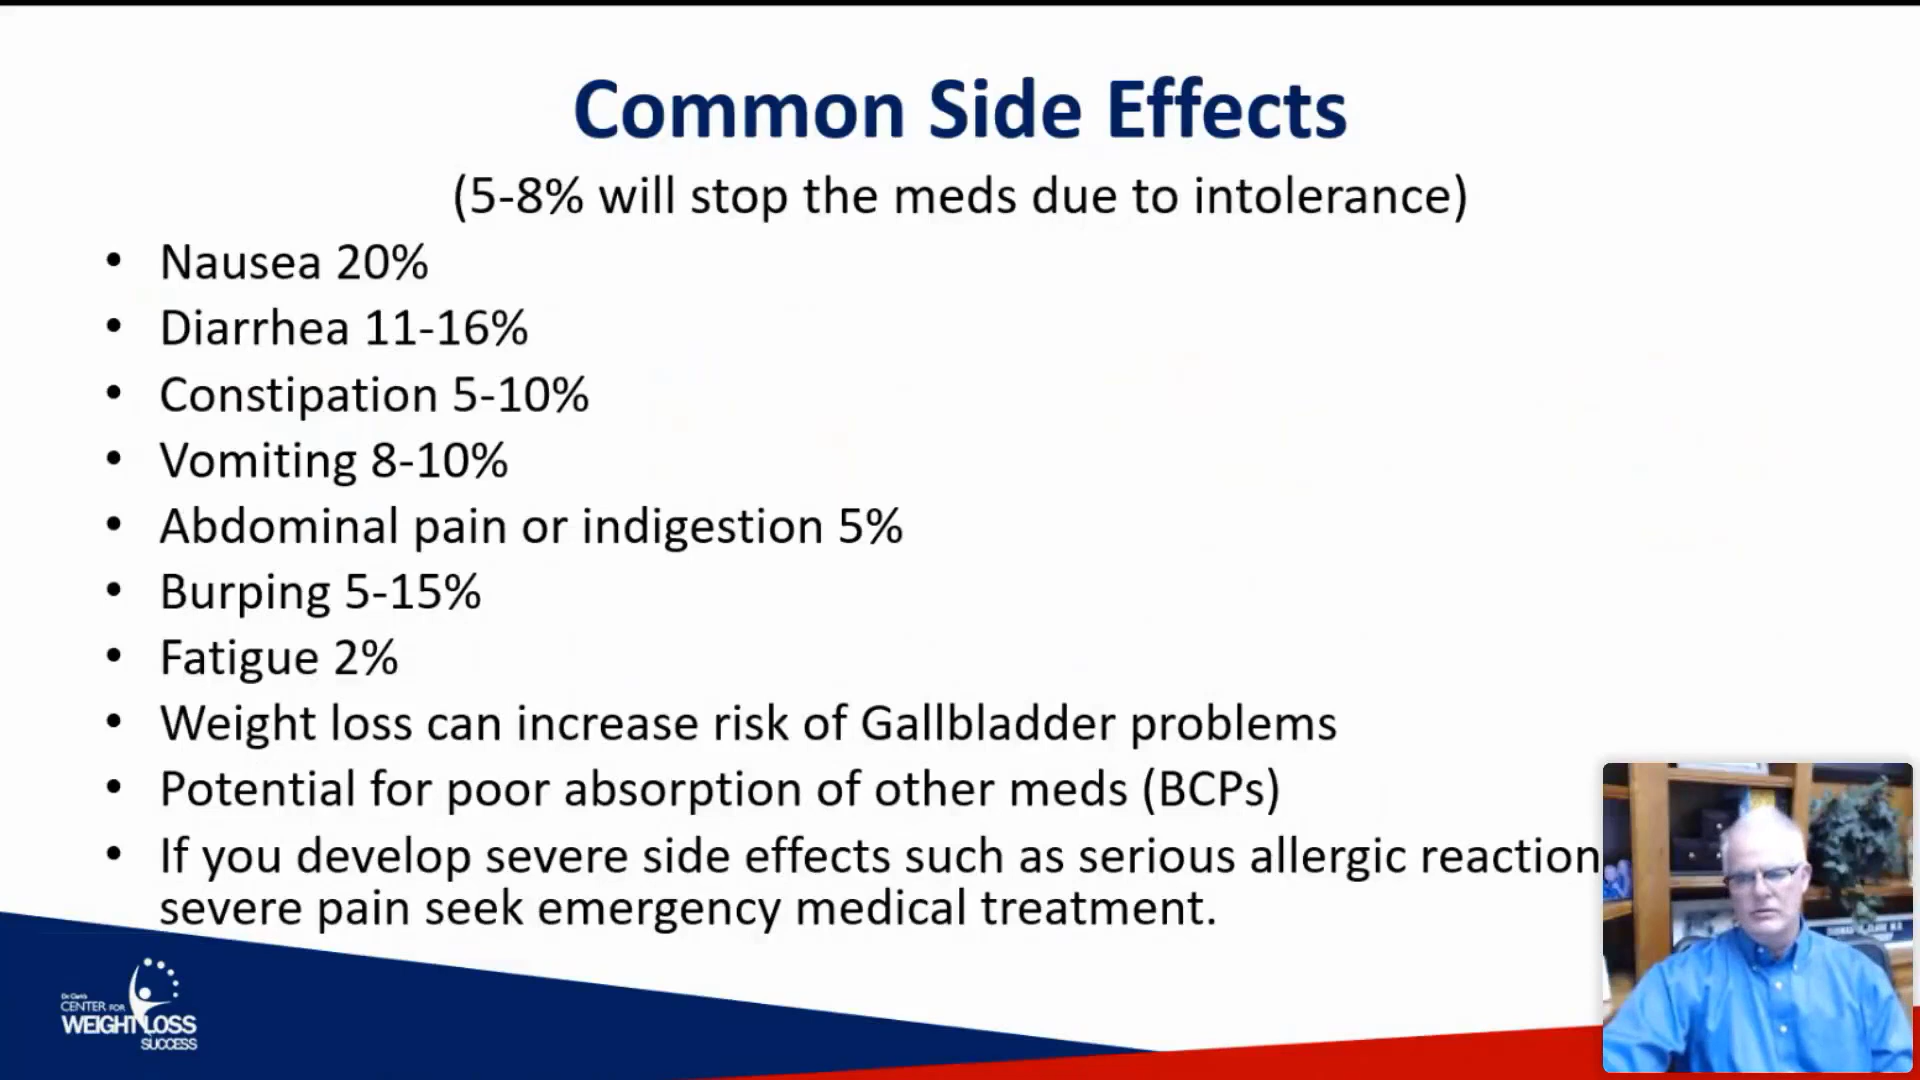 Common Side Effects
(5-8% will stop the meds due to intolerance)
• Nausea 20%
• Diarrhea 11-16%
• Constipation 5-10%
• Vomiting 8-10%
• Abdominal pain or indigestion 5%
• Burping 5-15%
• Fatigue 2%
• Weight loss can increase risk of Gallbladder problems
• Potential for poor absorption of other meds (BCPs)
• If you develop severe side effects such as serious allergic reaction
severe pain seek emergency medical treatment.
Dr. Clark's
CENTER FOR
WEIGHT LOSS
SUCCESS